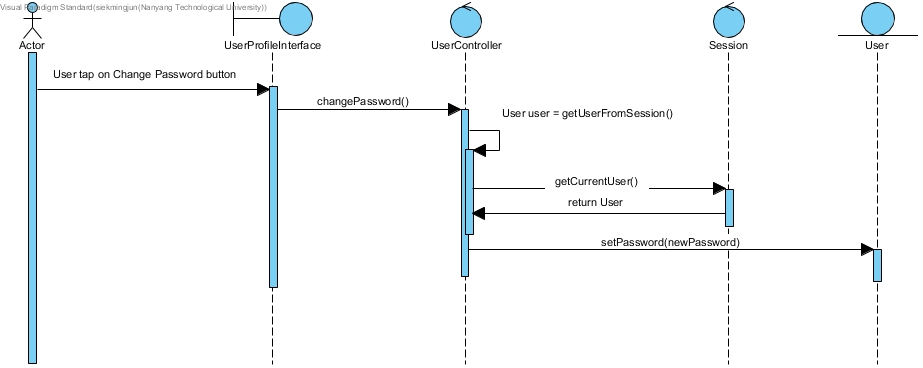 Visual Paradigm Standard(siekmingjun(Nanyang Technological University))
Actor
UserProfileInterface
UserController
Session
User
User tap on Change Password button
changePassword()
User user = getUserFromSession()
getCurrentUser()
return User
setPassword(newPassword)